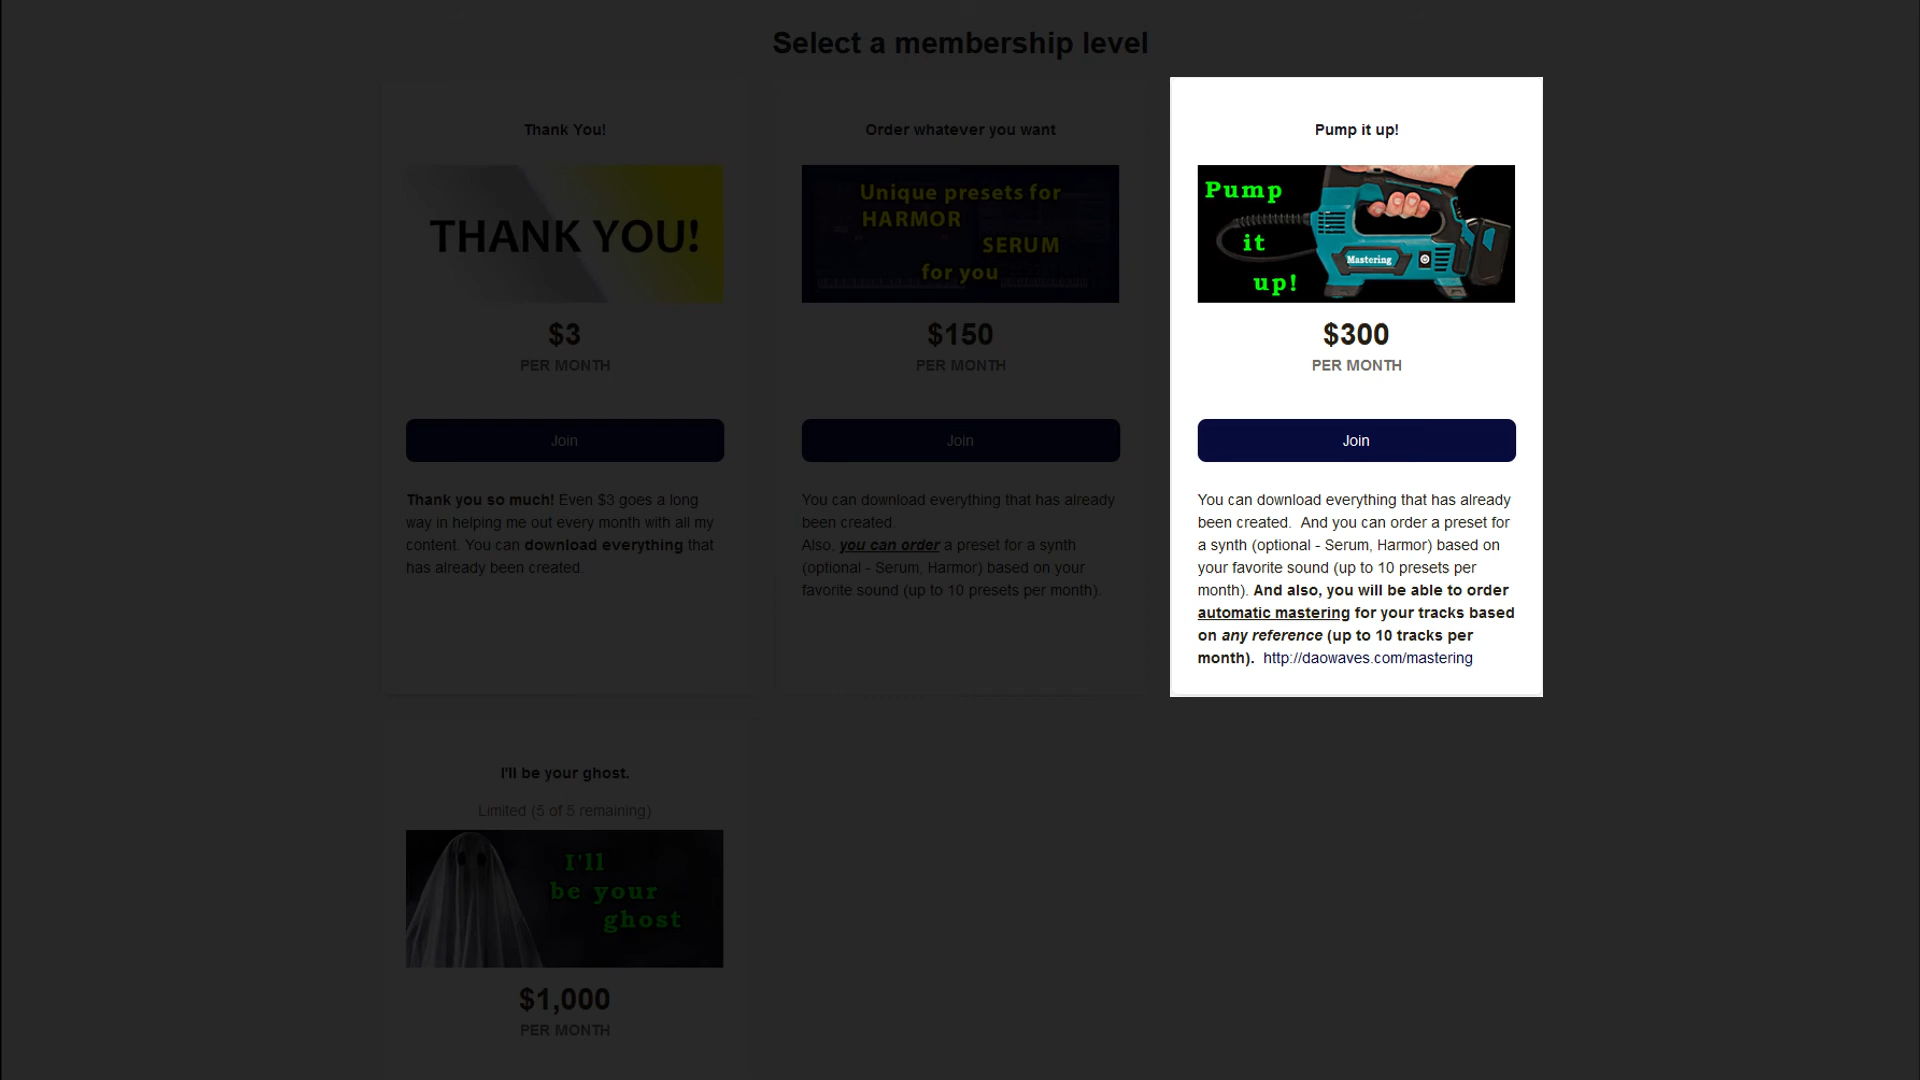 Select a membership level
Thank You!
THANK YOU!
$3
PER MONTH
Join
Thank you so much! Even $3 goes a long
way in helping me out every month with all my
content. You can download everything that
has already been created.
Order whatever you want
Unique presets for
HARMOR
SERUM
for you
$150
PER MONTH
Join
You can download everything that has already
been created.
Also, you can order a preset for a synth
(optional - Serum, Harmor) based on your
favorite sound (up to 10 presets per month).
Pump it up!
Pump
it
up!
Mastering
$300
PER MONTH
Join
You can download everything that has already
been created.  And you can order a preset for
a synth (optional - Serum, Harmor) based on
your favorite sound (up to 10 presets per
month). And also, you will be able to order
automatic mastering for your tracks based
on any reference (up to 10 tracks per
month).  http://daowaves.com/mastering
I'll be your ghost.
Limited (5 of 5 remaining)
I'll
be your
ghost
$1,000
PER MONTH